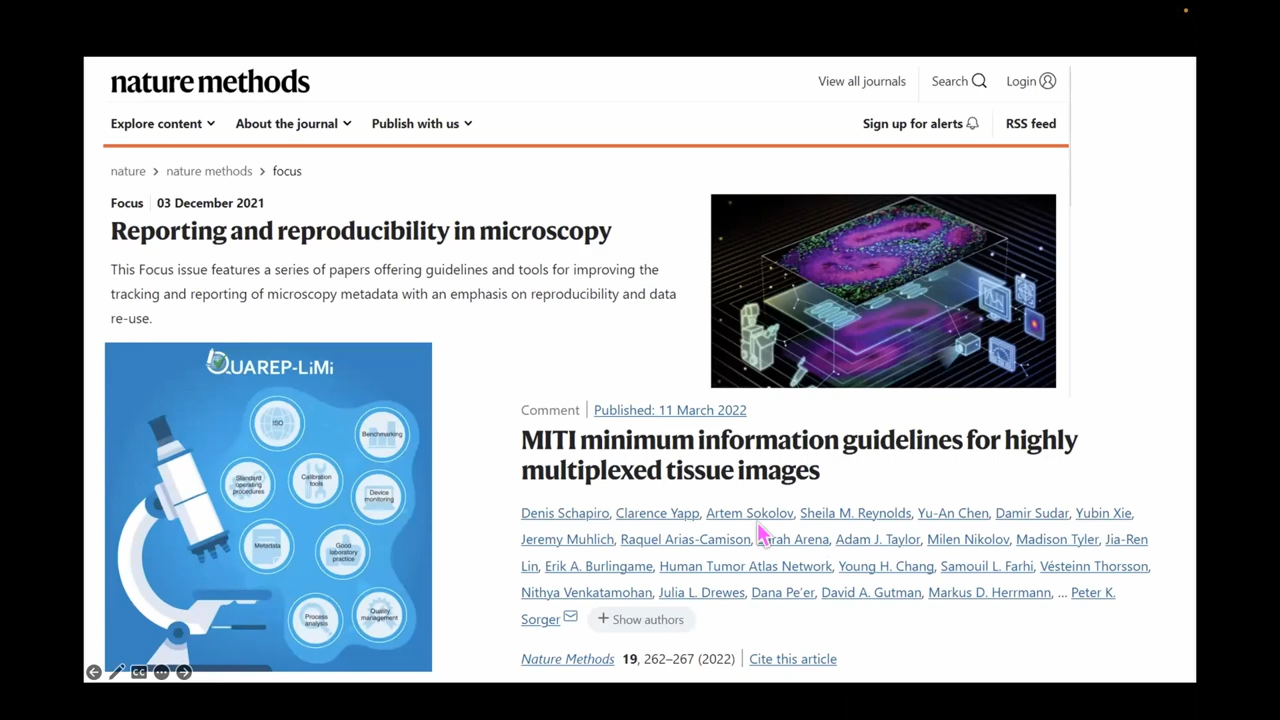 nature methods
View all journals
Search
Login
Explore content
About the journal
Publish with us
Sign up for alerts
RSS feed
nature > nature methods > focus
Focus
03 December 2021
Reporting and reproducibility in microscopy
This Focus issue features a series of papers offering guidelines and tools for improving the
tracking and reporting of microscopy metadata with an emphasis on reproducibility and data
re-use.
QUAREP-LiMi
ISO
Benchmarking
Standard
operating
procedures
Calibration
tools
Device
monitoring
Metadata
Good
laboratory
practice
Process
analysis
Quality
management
Comment
Published: 11 March 2022
MITI minimum information guidelines for highly
multiplexed tissue images
Denis Schapiro, Clarence Yapp, Artem Sokolov, Sheila M. Reynolds, Yu-An Chen, Damir Sudar, Yubin Xie,
Jeremy Muhlich, Raquel Arias-Camison, Arena, Adam J. Taylor, Milen Nikolov, Madison Tyler, Jia-Ren
Lin, Erik A. Burlingame, Human Tumor Atlas Network, Young H. Chang, Samouil L. Farhi, Vésteinn Thorsson,
Nithya Venkatamohan, Julia L. Drewes, Dana Pe'er, David A. Gutman, Markus D. Herrmann, ... Peter K.
Sorger
+ Show authors
Nature Methods 19, 262–267 (2022)
Cite this article
CC